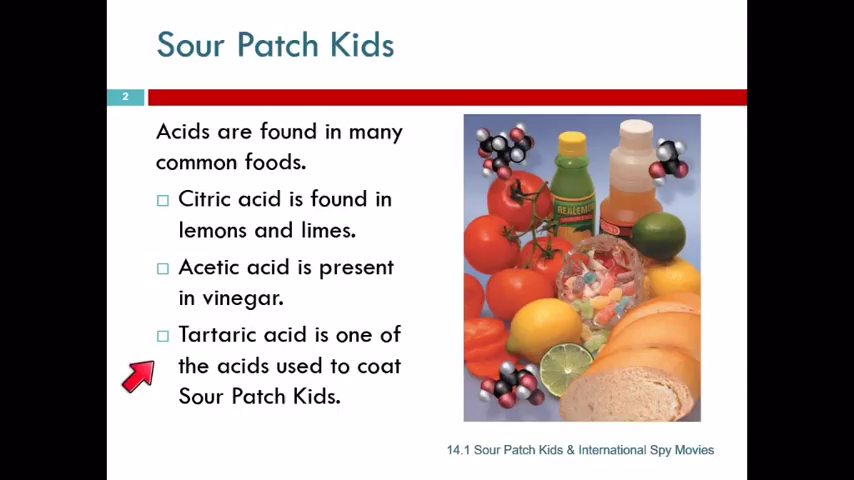 Sour Patch Kids
2
Acids are found in many
common foods.
Citric acid is found in
lemons and limes.
Acetic acid is present
in vinegar.
Tartaric acid is one of
the acids used to coat
Sour Patch Kids.
REALEMON
14.1 Sour Patch Kids & International Spy Movies